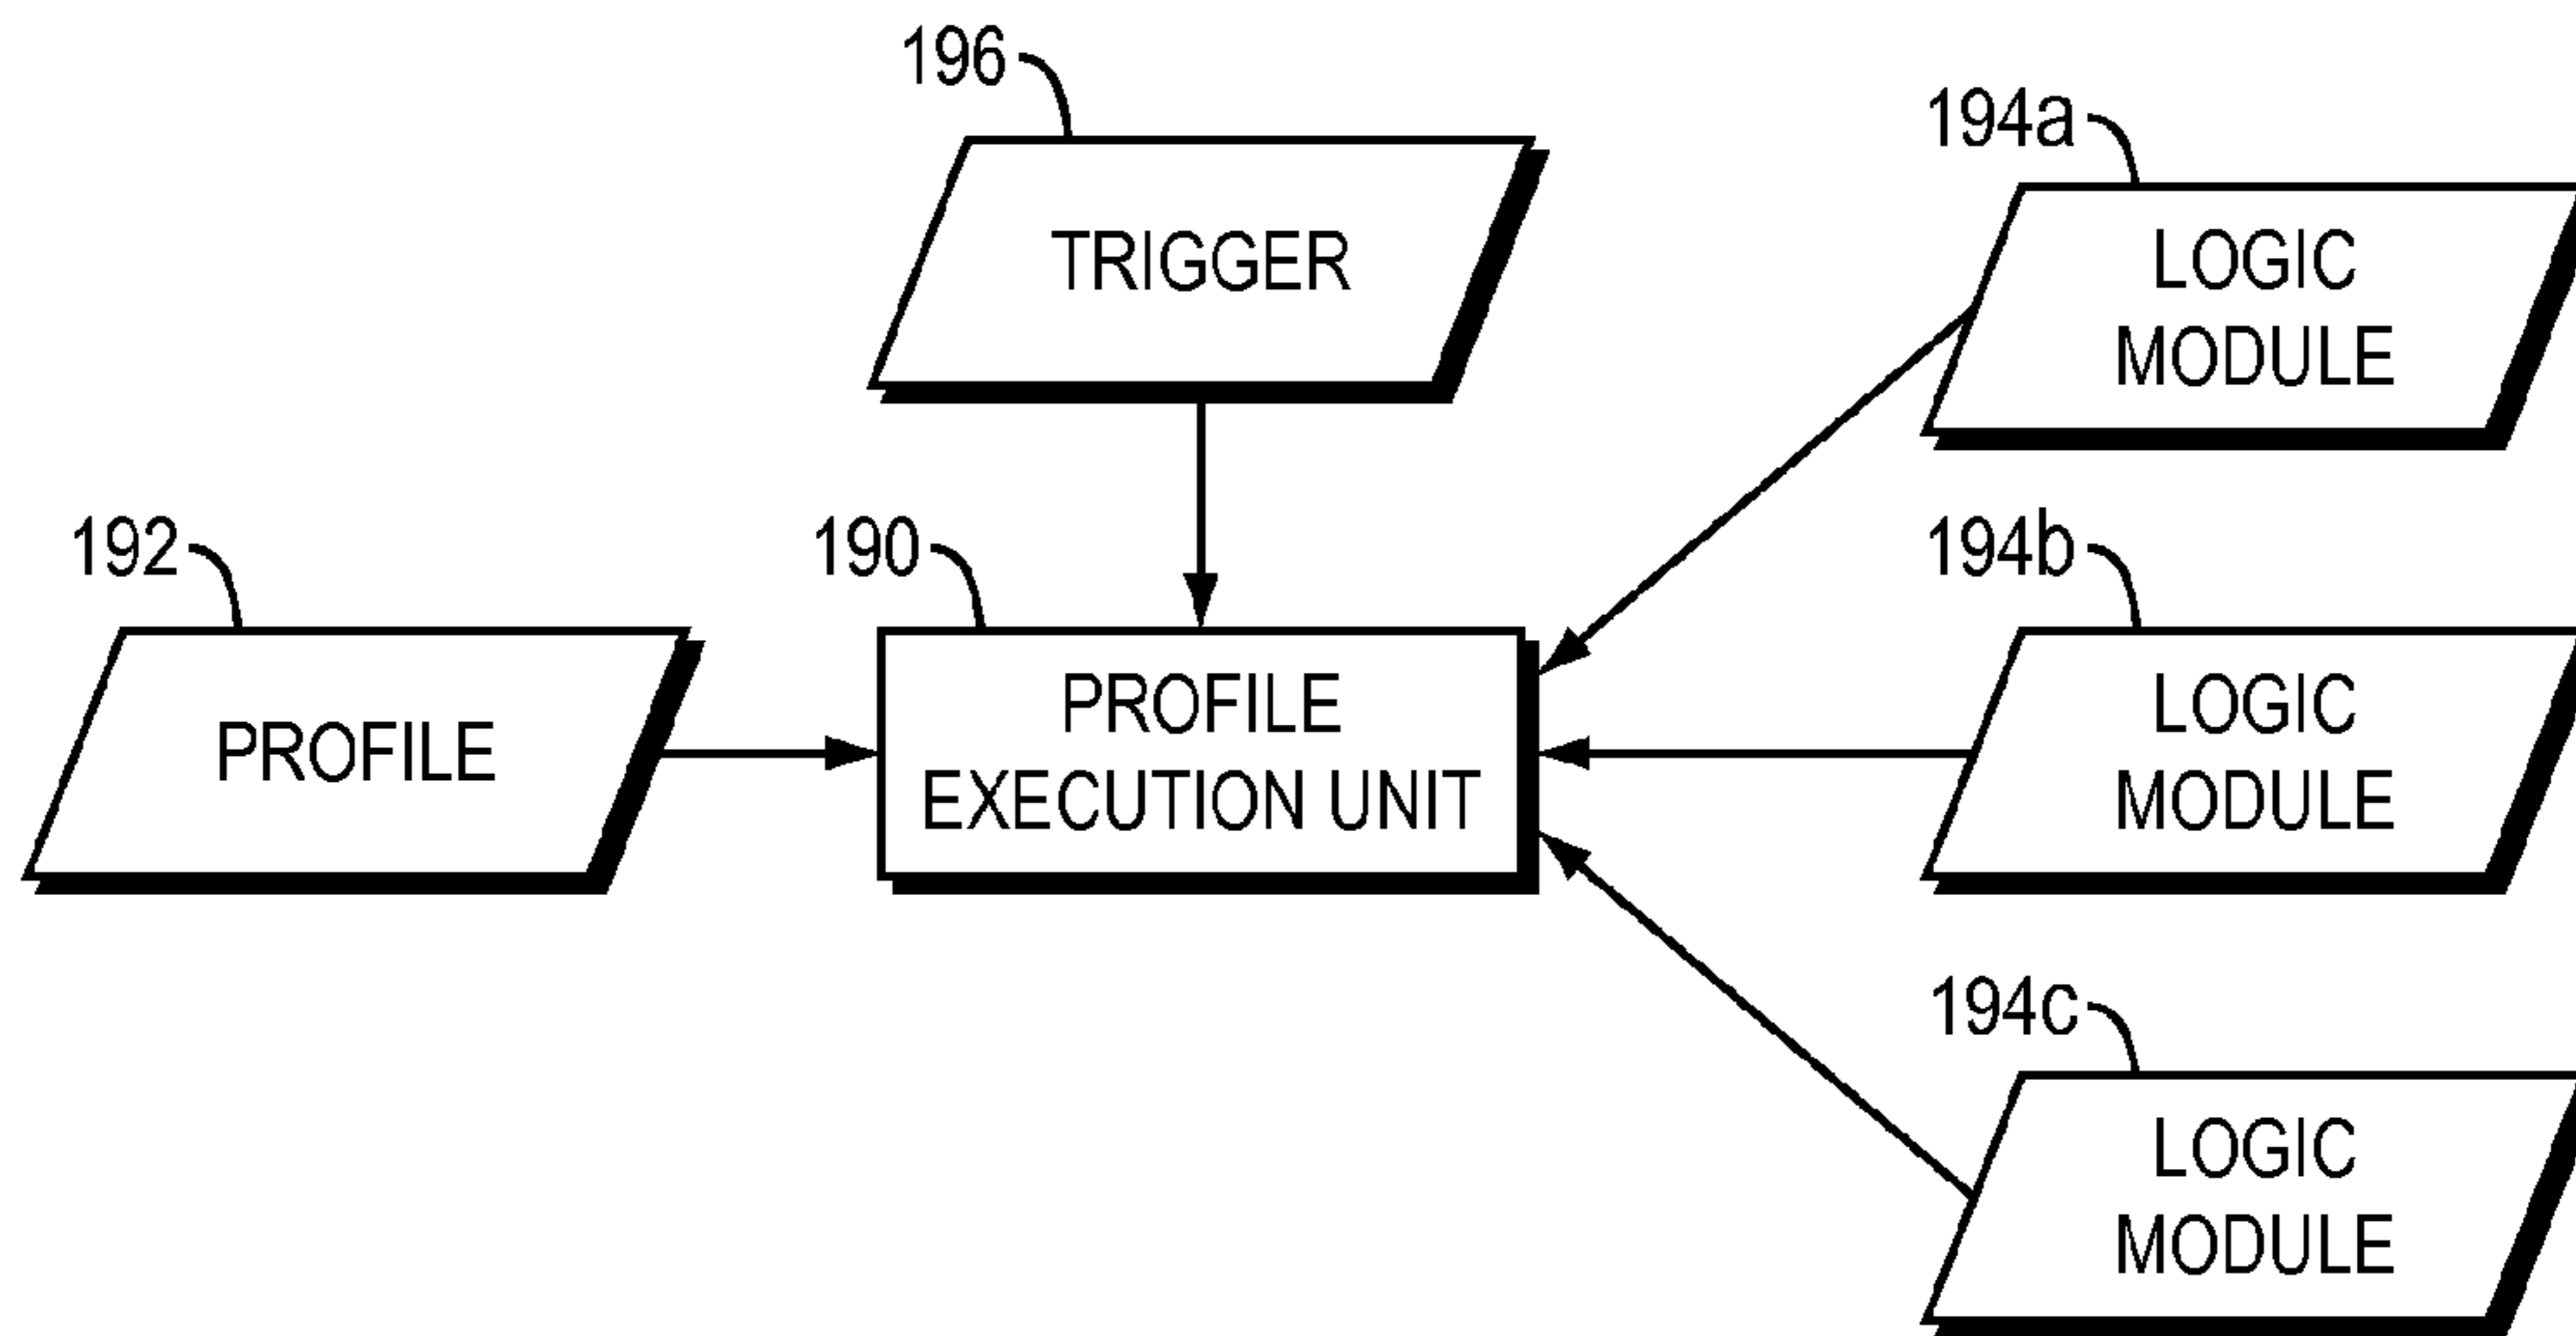 196
TRIGGER
194a
LOGIC
MODULE
192
PROFILE
190
PROFILE
EXECUTION UNIT
194b
LOGIC
MODULE
194c
LOGIC
MODULE